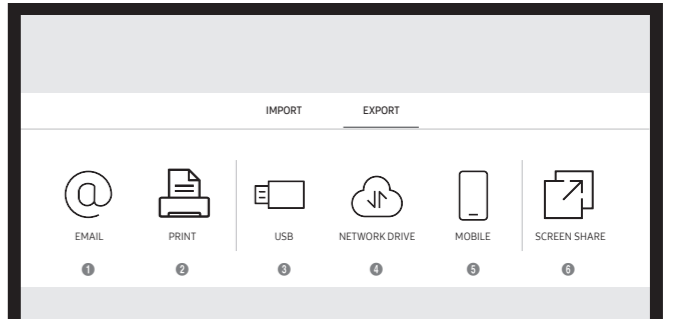 IMPORT EXPORT
EMAIL PRINT USB NETWORK DRIVE MOBILE SCREEN SHARE
1 2 3 4 5 6